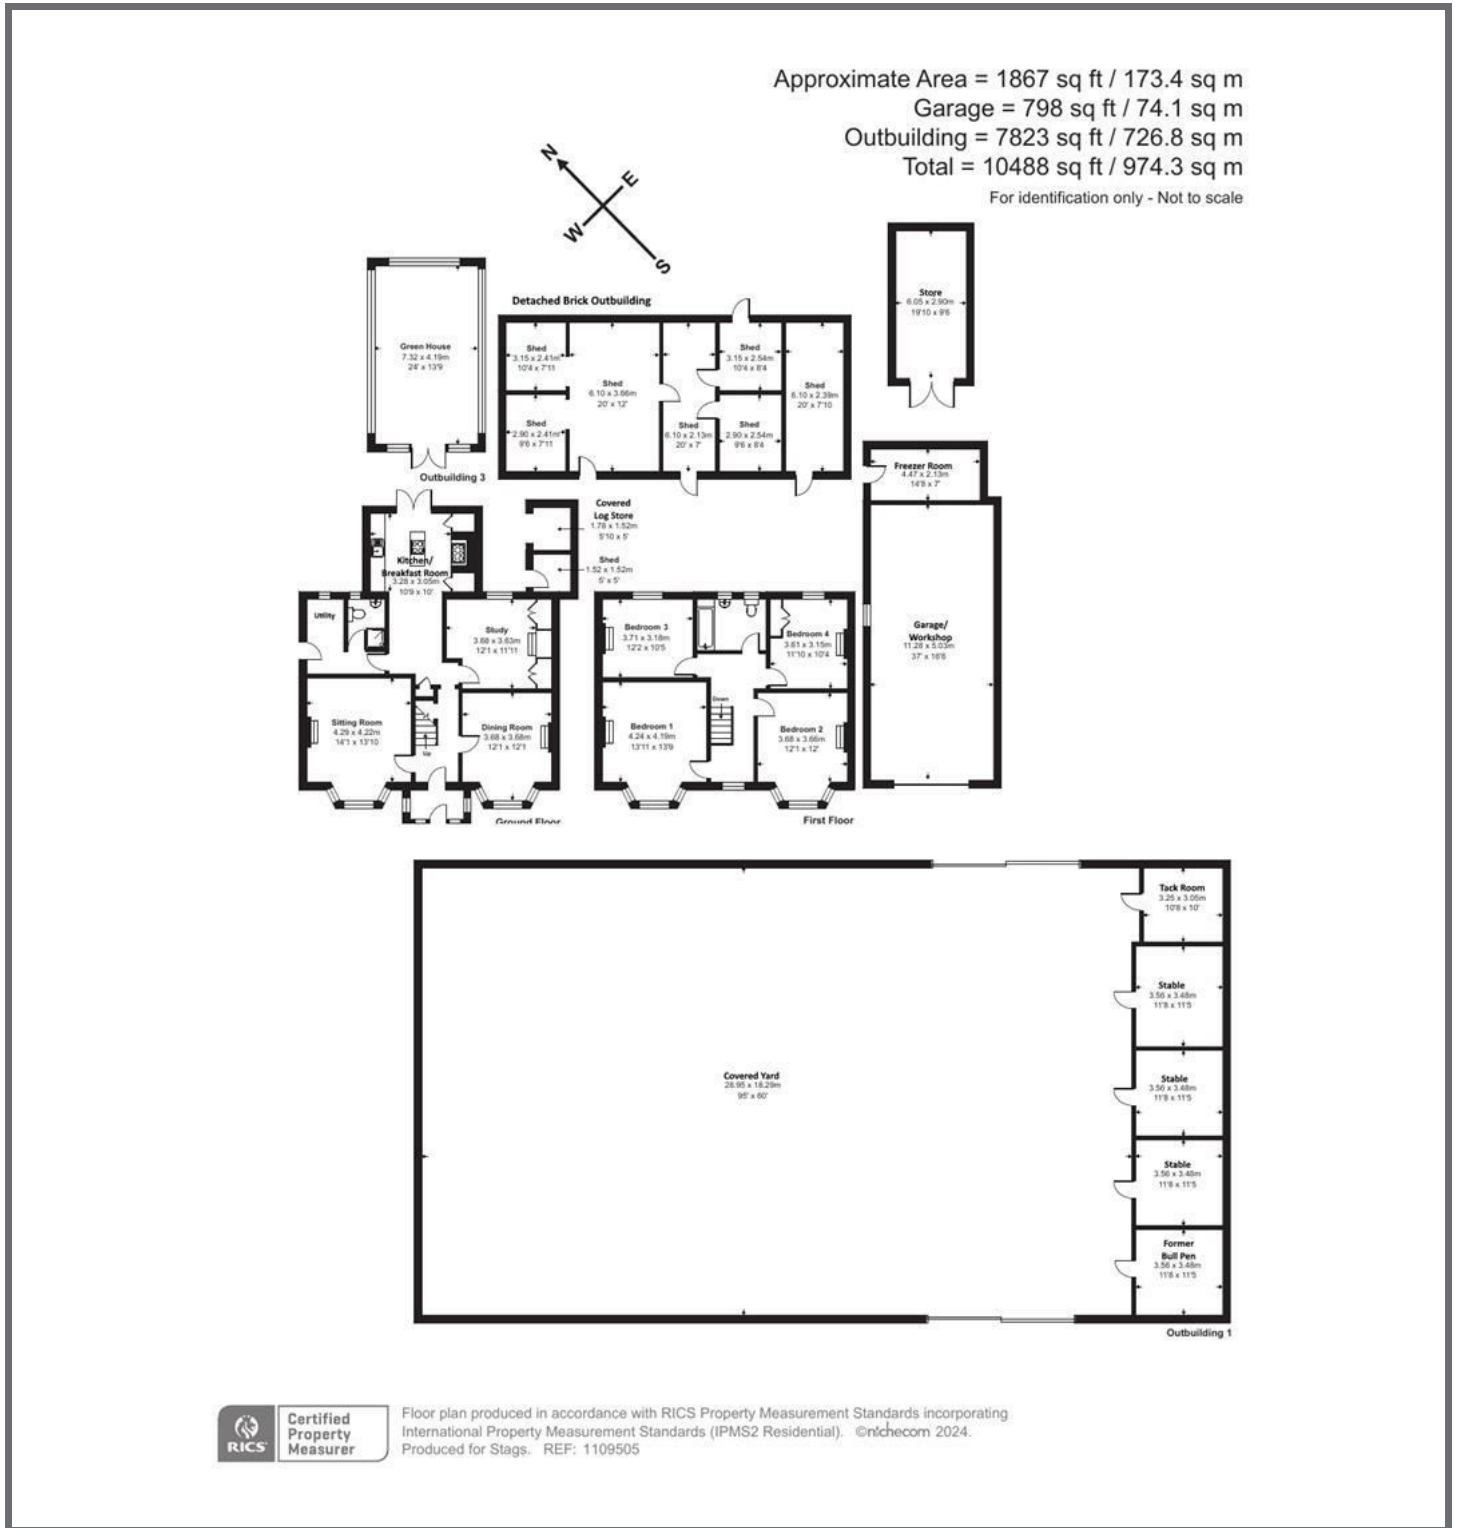 Approximate Area = 1867 sq ft / 173.4 sq m
Garage = 798 sq ft / 74.1 sq m
Outbuilding = 7823 sq ft / 726.8 sq m
Total = 10488 sq ft / 974.3 sq m
For identification only - Not to scale
N
E
W
S
Store
6.05 x 2.90m
19'10 x 9'6
Detached Brick Outbuilding
Green House
7.32 x 4.19m
24' x 13'9
Outbuilding 3
Shed
3.15 x 2.41m
10'4 x 7'11
Shed
2.90 x 2.41m
9'6 x 7'11
Shed
6.10 x 3.66m
20' x 12'
Shed
6.10 x 2.13m
20' x 7'
Shed
3.15 x 2.54m
10'4 x 8'4
Shed
2.90 x 2.54m
9'6 x 8'4
Shed
6.10 x 2.39m
20' x 7'10
Freezer Room
4.47 x 2.13m
14'8 x 7'
Covered
Log Store
1.78 x 1.52m
5'10 x 5'
Shed
1.52 x 1.52m
5' x 5'
Kitchen/
Breakfast Room
3.28 x 3.05m
10'9 x 10'
Utility
Study
3.68 x 3.63m
12'1 x 11'11
Sitting Room
4.29 x 4.22m
14'1 x 13'10
Up
Dining Room
3.68 x 3.68m
12'1 x 12'1
Ground Floor
Bedroom 3
3.71 x 3.18m
12'2 x 10'5
Bedroom 4
3.61 x 3.15m
11'10 x 10'4
Down
Bedroom 1
4.24 x 4.19m
13'11 x 13'9
Bedroom 2
3.68 x 3.66m
12'1 x 12'
First Floor
Garage/
Workshop
11.28 x 5.03m
37' x 16'6
Tack Room
3.25 x 3.05m
10'8 x 10'
Stable
3.56 x 3.48m
11'8 x 11'5
Stable
3.56 x 3.48m
11'8 x 11'5
Stable
3.56 x 3.48m
11'8 x 11'5
Former
Bull Pen
3.56 x 3.48m
11'8 x 11'5
Covered Yard
28.95 x 18.29m
95' x 60'
Outbuilding 1
RICS
Certified
Property
Measurer
Floor plan produced in accordance with RICS Property Measurement Standards incorporating
International Property Measurement Standards (IPMS2 Residential). ©nichecom 2024.
Produced for Stags. REF: 1109505